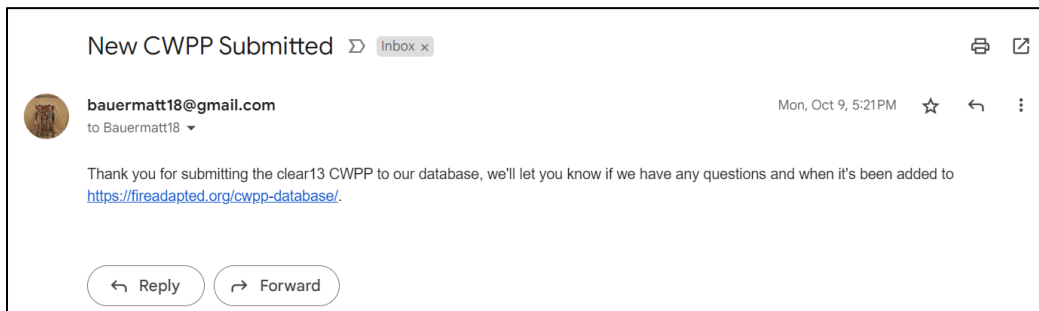 New CWPP Submitted Inbox x
bauermatt18@gmail.com Mon, Oct 9, 5:21 PM
to Bauermatt18
Thank you for submitting the clear13 CWPP to our database, we'll let you know if we have any questions and when it's been added to
https://fireadapted.org/cwpp-database/.
Reply Forward